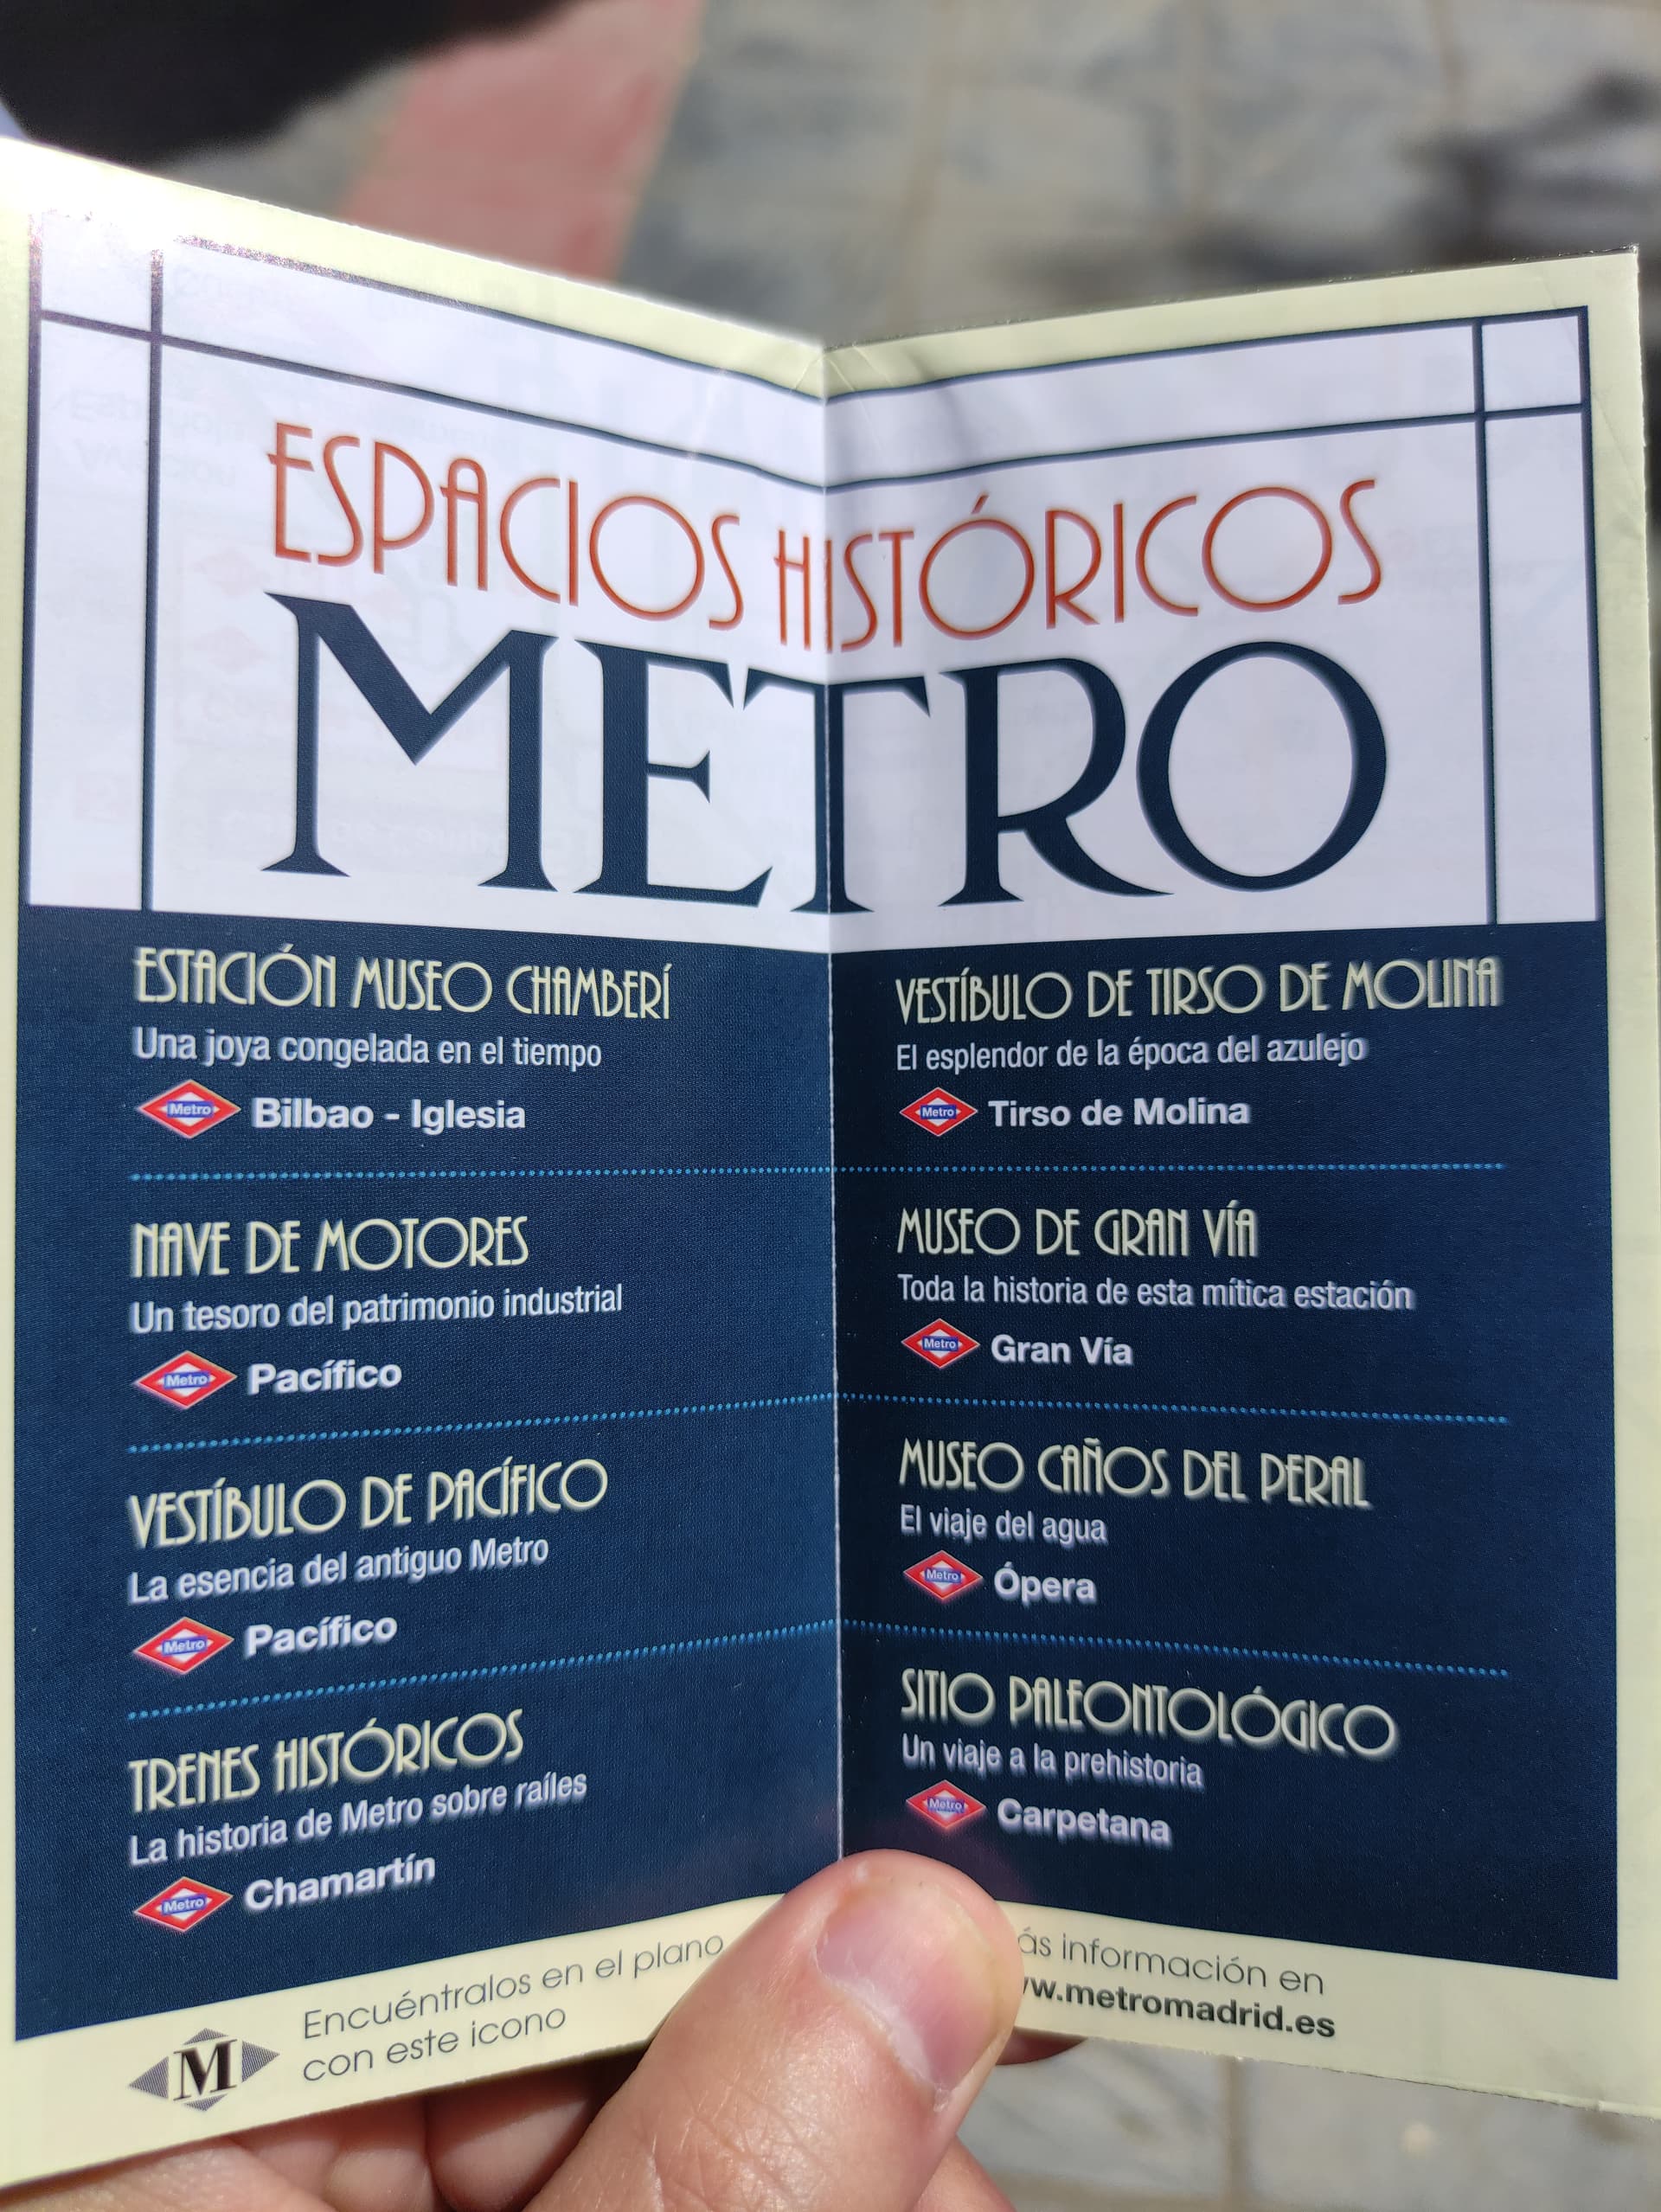 ESPACIOS HISTÓRICOS
METRO
ESTACIÓN MUSEO CHAMBERÍ
Una joya congelada en el tiempo
Metro Bilbao - Iglesia
NAVE DE MOTORES
Un tesoro del patrimonio industrial
Metro Pacífico
VESTÍBULO DE PACÍFICO
La esencia del antiguo Metro
Metro Pacífico
TRENES HISTÓRICOS
La historia de Metro sobre raíles
Metro Chamartín
M
Encuéntralos en el plano
con este icono
VESTÍBULO DE TIRSO DE MOLINA
El esplendor de la época del azulejo
Metro Tirso de Molina
MUSEO DE GRAN VÍA
Toda la historia de esta mítica estación
Metro Gran Vía
MUSEO CAÑOS DEL PERAL
El viaje del agua
Metro Ópera
SITIO PALEONTOLÓGICO
Un viaje a la prehistoria
Metro Carpetana
ás información en
w.metromadrid.es